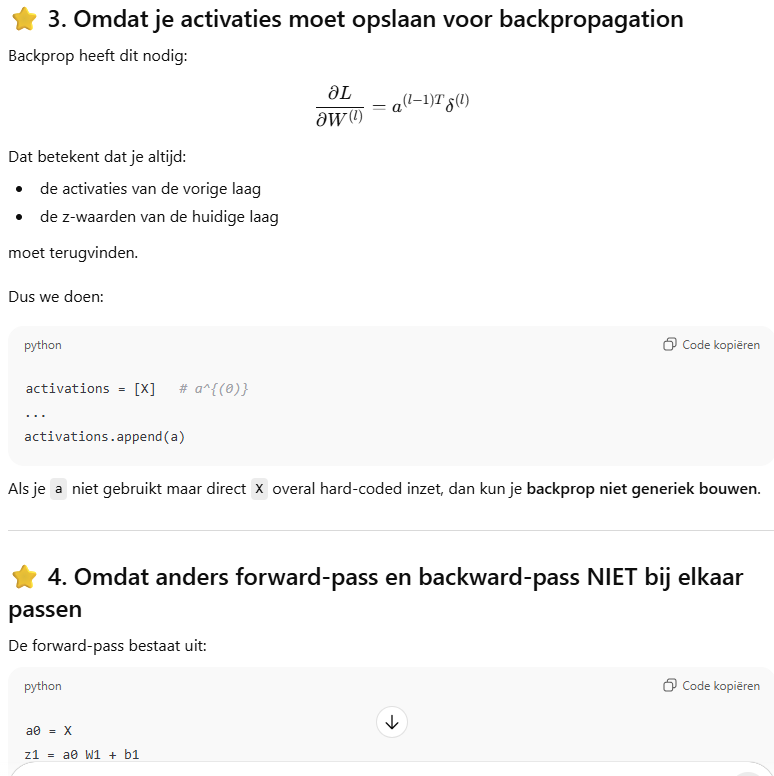 ⭐ 3. Omdat je activaties moet opslaan voor backpropagation
Backprop heeft dit nodig:
∂L/∂W^(l) = a^(l−1)T δ^(l)
Dat betekent dat je altijd:
• de activaties van de vorige laag
• de z-waarden van de huidige laag
moet terugvinden.
Dus we doen:
python Code kopiëren
activations = [X]   # a^{(0)}
...
activations.append(a)
Als je a niet gebruikt maar direct X overal hard-coded inzet, dan kun je backprop niet generiek bouwen.
⭐ 4. Omdat anders forward-pass en backward-pass NIET bij elkaar
passen
De forward-pass bestaat uit:
python Code kopiëren
a0 = X
z1 = a0 W1 + b1